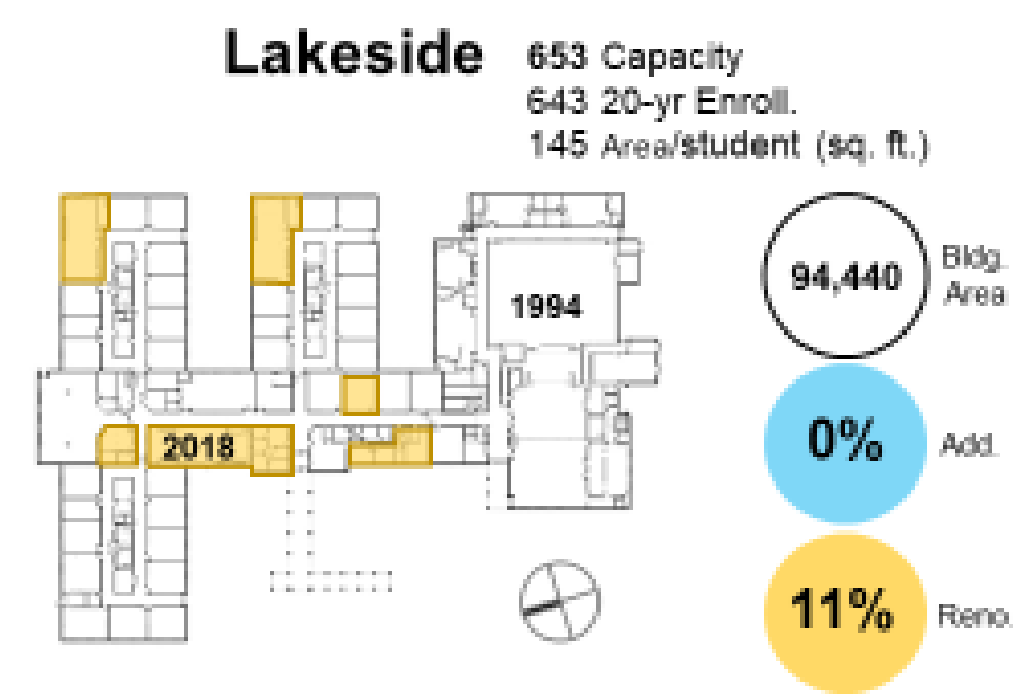 Lakeside
653 Capacity
643 20-yr Enroll.
145 Area/student (sq. ft.)
1994
2018
94,440
Bldg.
Area
0%
Add.
11%
Reno.